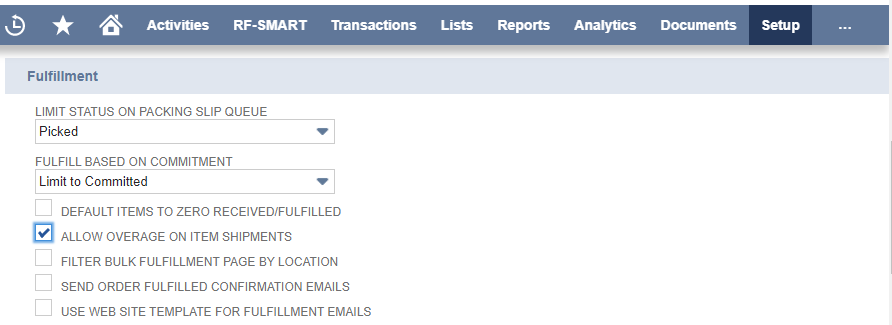 Activities RF-SMART Transactions Lists Reports Analytics Documents Setup ...
Fulfillment
LIMIT STATUS ON PACKING SLIP QUEUE
Picked
FULFILL BASED ON COMMITMENT
Limit to Committed
DEFAULT ITEMS TO ZERO RECEIVED/FULFILLED
ALLOW OVERAGE ON ITEM SHIPMENTS
FILTER BULK FULFILLMENT PAGE BY LOCATION
SEND ORDER FULFILLED CONFIRMATION EMAILS
USE WEB SITE TEMPLATE FOR FULFILLMENT EMAILS